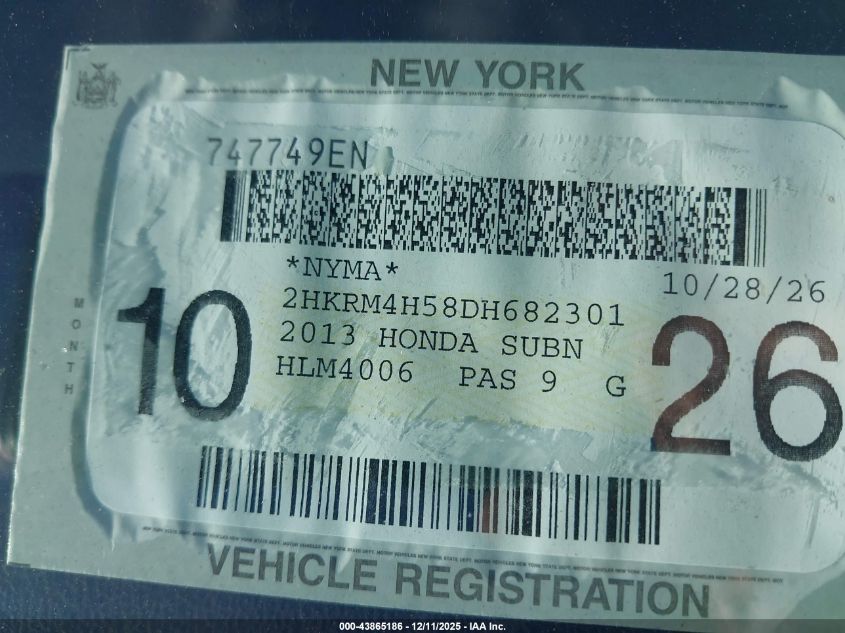 NEW YORK
747749EN
*NYMA*
10/28/26
2HKRM4H58DH682301
2013 HONDA SUBN
HLM4006 PAS 9 G
MONTH
10
26
VEHICLE REGISTRATION
000-43865186 - 12/11/2025 - IAA Inc.